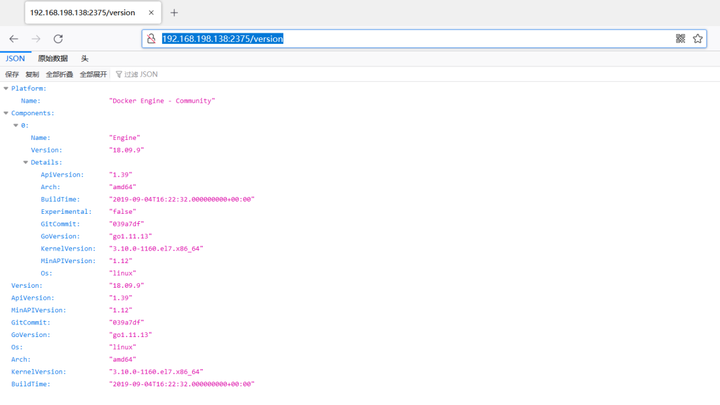 192.168.198.138:2375/version
192.168.198.138:2375/version
JSON 原始数据 头
保存 复制 全部折叠 全部展开 过滤 JSON
Platform:
Name: "Docker Engine - Community"
Components:
0:
Name: "Engine"
Version: "18.09.9"
Details:
ApiVersion: "1.39"
Arch: "amd64"
BuildTime: "2019-09-04T16:22:32.000000000+00:00"
Experimental: "false"
GitCommit: "039a7df"
GoVersion: "go1.11.13"
KernelVersion: "3.10.0-1160.el7.x86_64"
MinAPIVersion: "1.12"
Os: "linux"
Version: "18.09.9"
ApiVersion: "1.39"
MinAPIVersion: "1.12"
GitCommit: "039a7df"
GoVersion: "go1.11.13"
Os: "linux"
Arch: "amd64"
KernelVersion: "3.10.0-1160.el7.x86_64"
BuildTime: "2019-09-04T16:22:32.000000000+00:00"